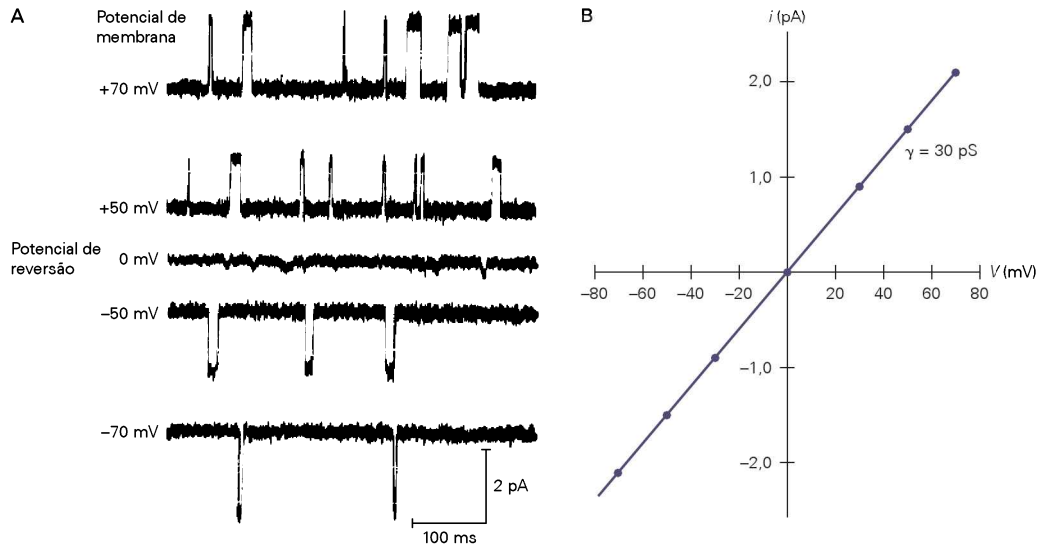 A
Potencial de
membrana
+70 mV
+50 mV
Potencial de
reversão
0 mV
–50 mV
–70 mV
2 pA
100 ms
B
i (pA)
2,0
γ = 30 pS
1,0
V (mV)
–80 –60 –40 –20 20 40 60 80
–1,0
–2,0